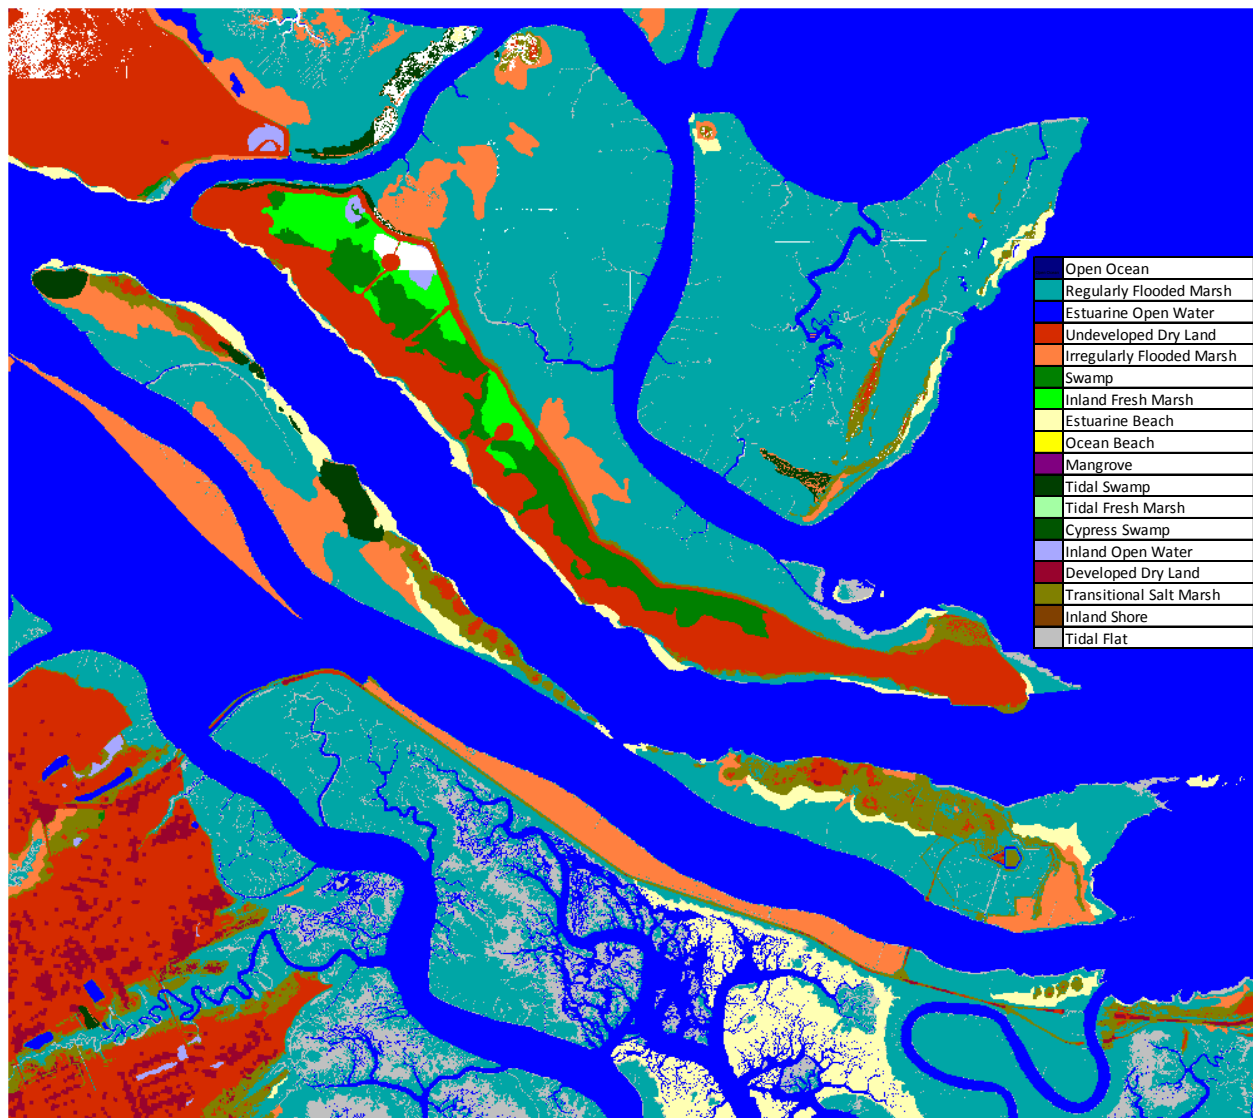 Open Ocean
Regularly Flooded Marsh
Estuarine Open Water
Undeveloped Dry Land
Irregularly Flooded Marsh
Swamp
Inland Fresh Marsh
Estuarine Beach
Ocean Beach
Mangrove
Tidal Swamp
Tidal Fresh Marsh
Cypress Swamp
Inland Open Water
Developed Dry Land
Transitional Salt Marsh
Inland Shore
Tidal Flat